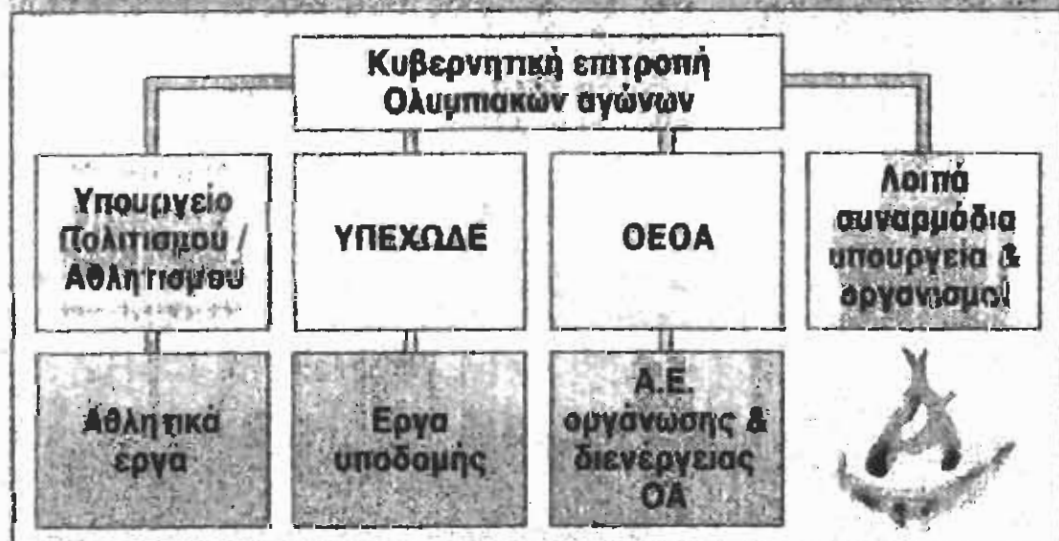 Κυβερνητική επιτροπή
Ολυμπιακών αγώνων
Υπουργείο
Πολιτισμού /
Αθλητισμού
ΥΠΕΧΩΔΕ
ΟΕΟΑ
Λοιπά
συναρμόδια
υπουργεία &
οργανισμοί
Αθλητικά
έργα
Εργα
υποδομής
Α.Ε.
οργάνωσης &
διενέργειας
ΟΑ